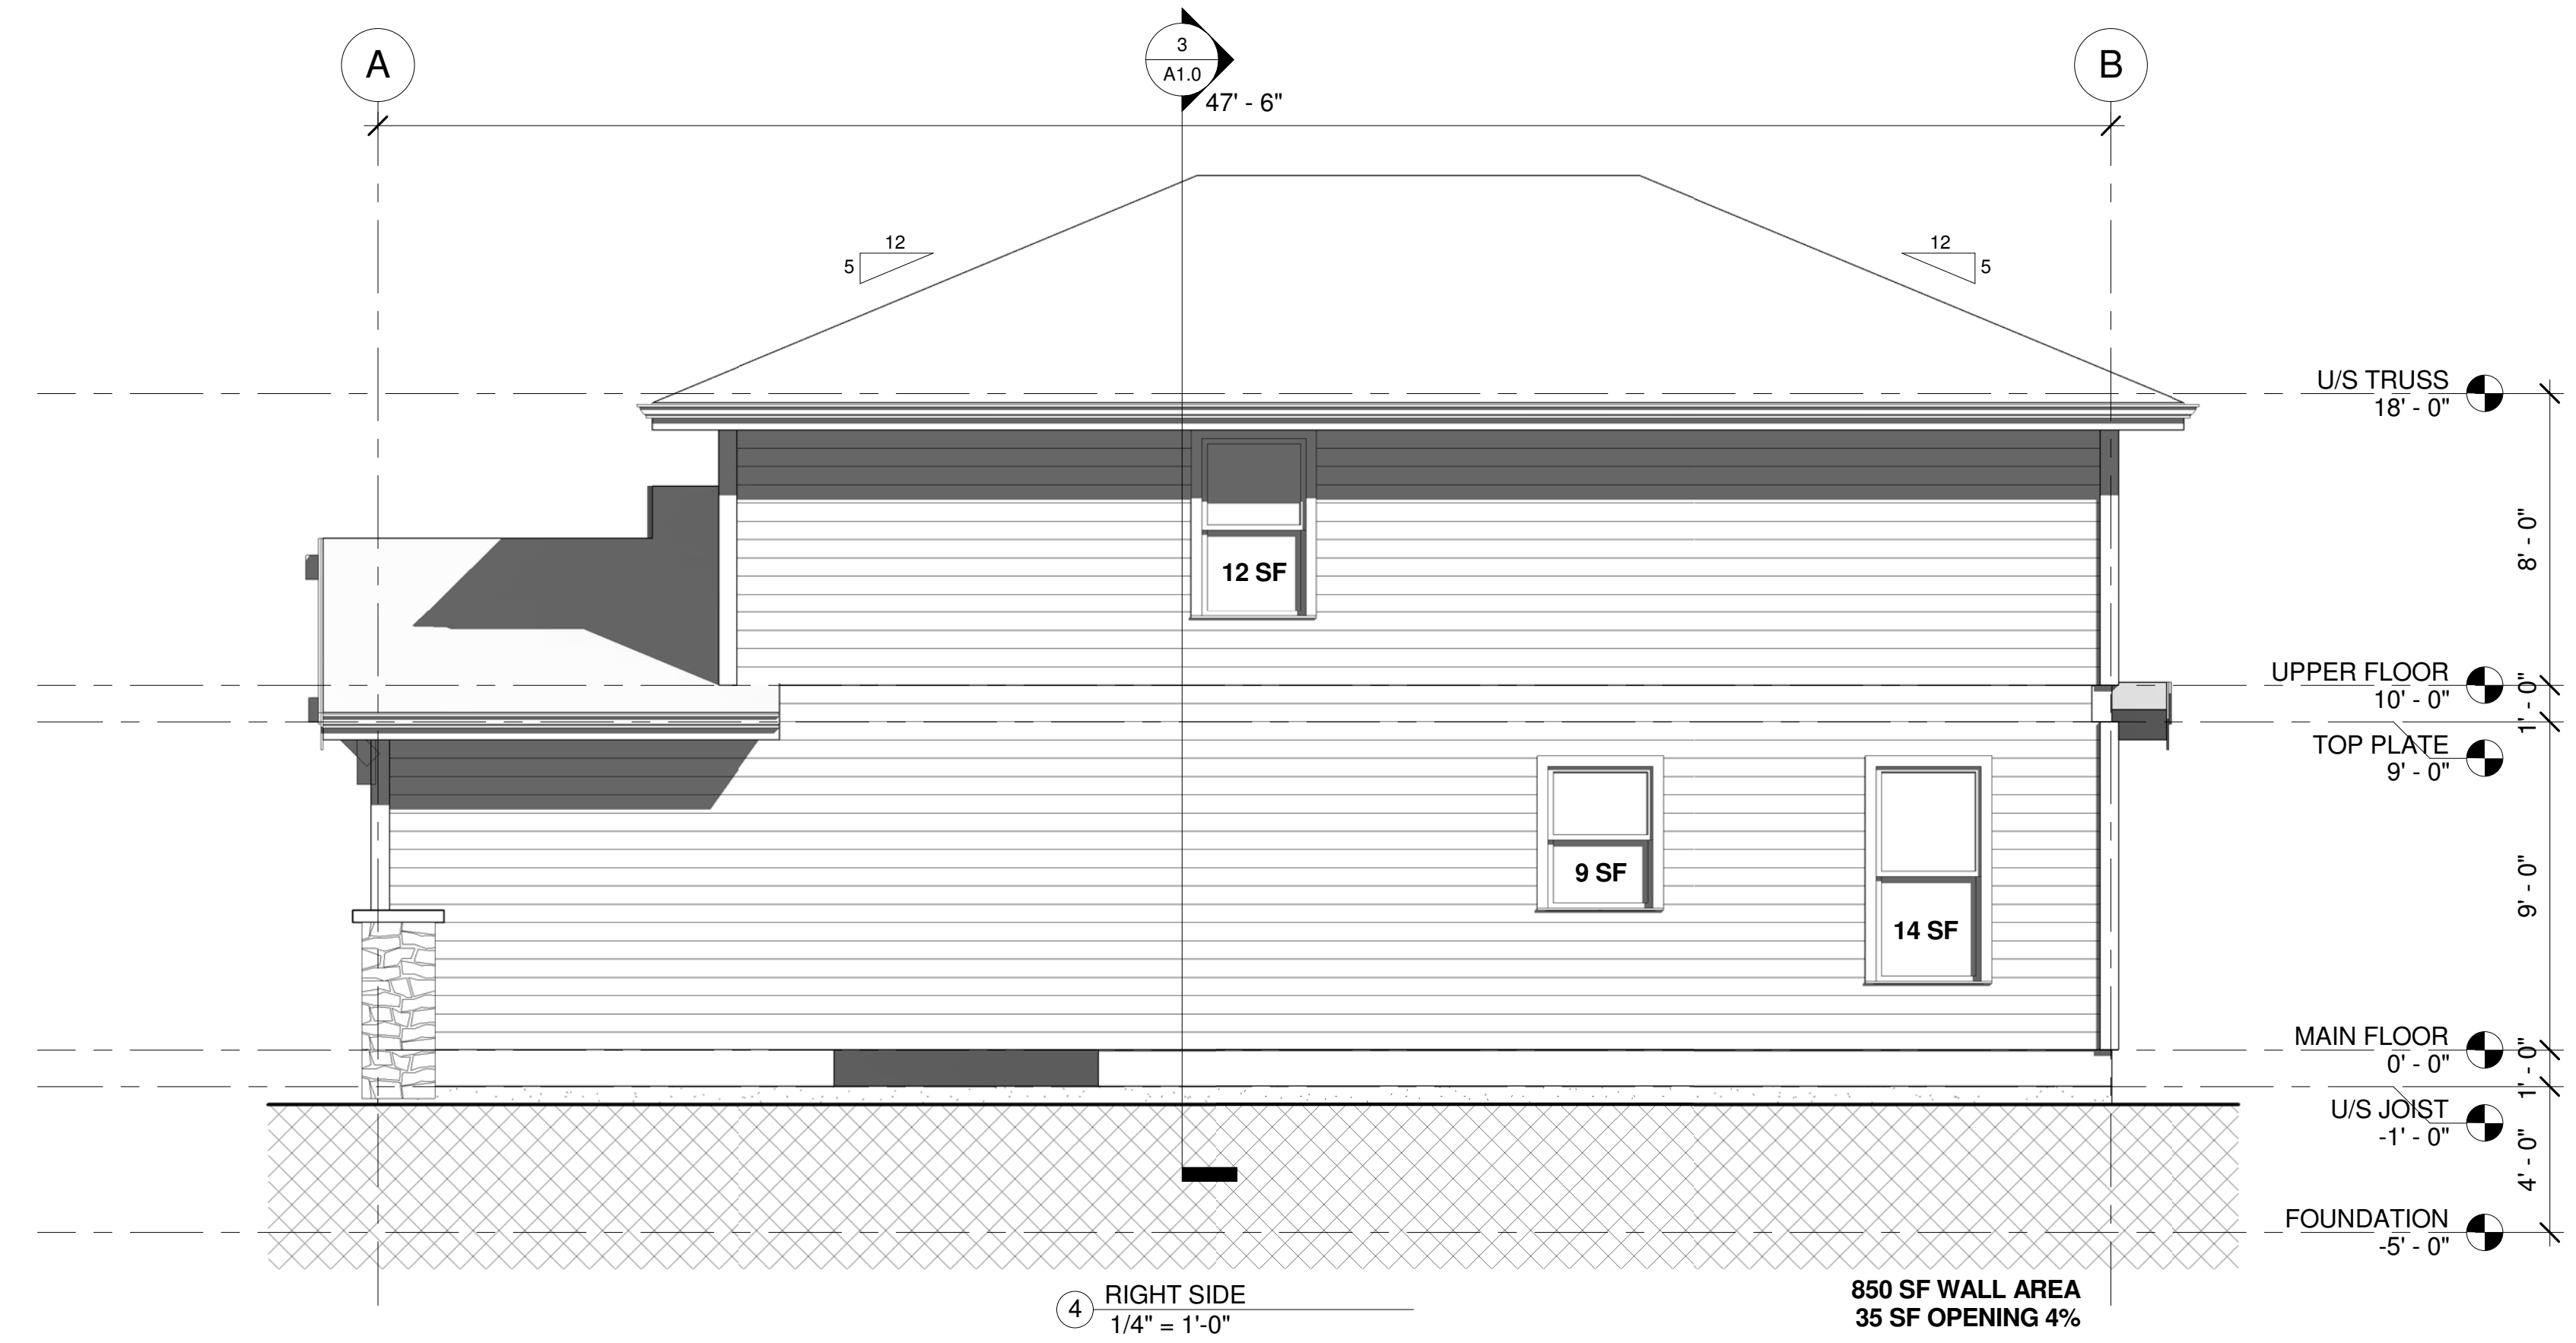 A
3
A1.0
B
47' - 6"
12
5
12
5
U/S TRUSS
18' - 0"
8' - 0"
12 SF
UPPER FLOOR
10' - 0"
1' - 0"
TOP PLATE
9' - 0"
9' - 0"
9 SF
14 SF
MAIN FLOOR
0' - 0"
1' - 0"
U/S JOIST
-1' - 0"
4' - 0"
FOUNDATION
-5' - 0"
4
RIGHT SIDE
1/4" = 1'-0"
850 SF WALL AREA
35 SF OPENING 4%